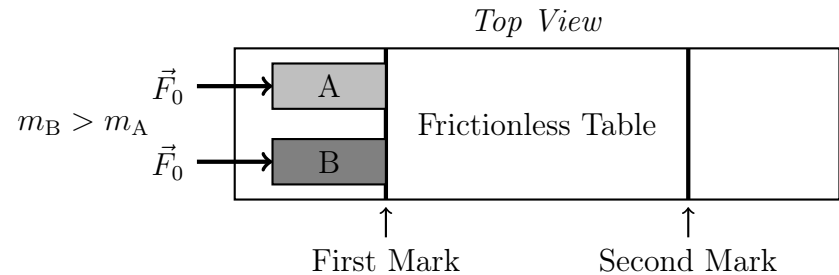 Top View
F⃗₀
A
m_B > m_A
Frictionless Table
F⃗₀
B
First Mark
Second Mark